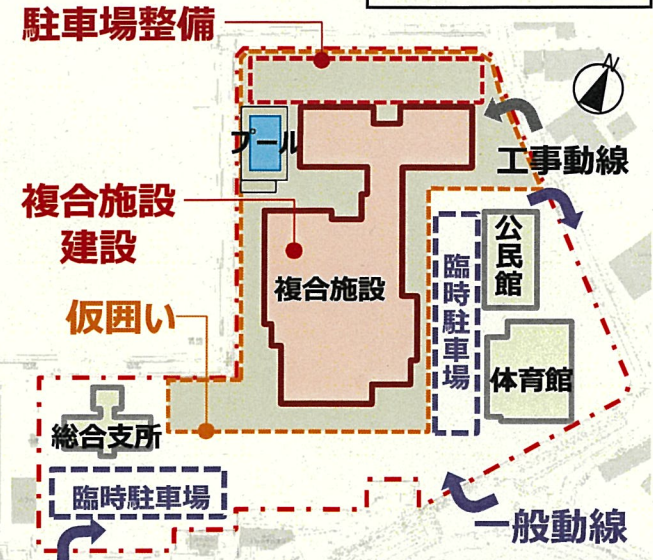 駐車場整備
N
プール
工事動線
複合施設
建設
公民館
臨時駐車場
複合施設
仮囲い
体育館
総合支所
臨時駐車場
一般動線